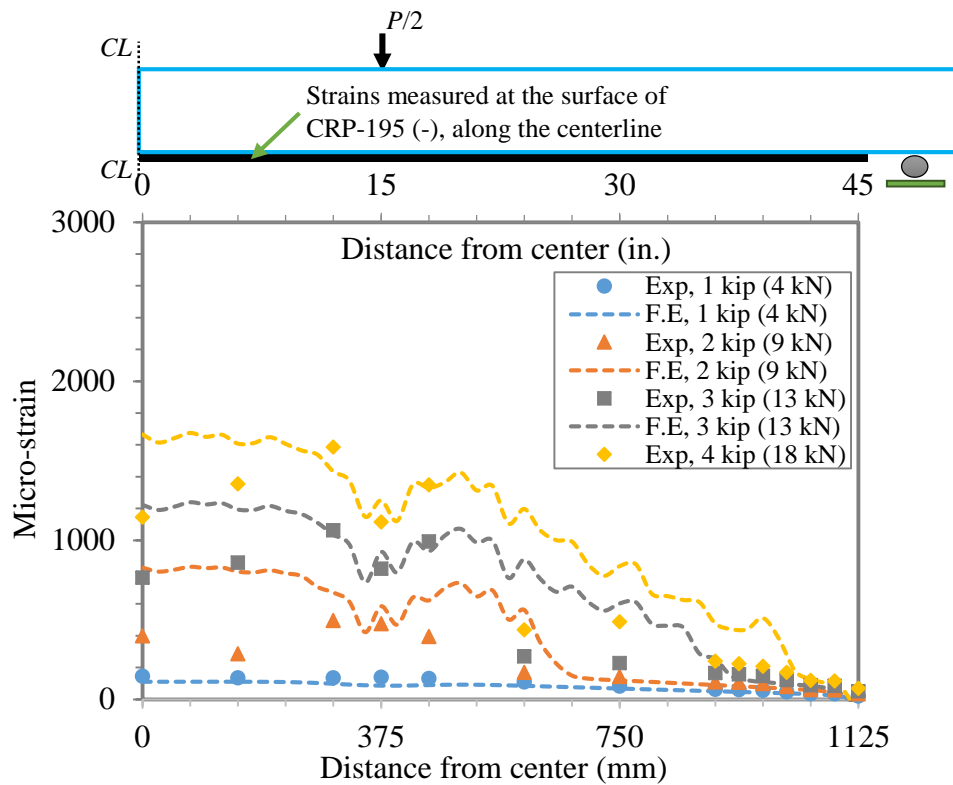 P/2
CL
Strains measured at the surface of
CRP-195 (-), along the centerline
CL
0 15 30 45
3000
Distance from center (in.)
Exp, 1 kip (4 kN)
F.E, 1 kip (4 kN)
Exp, 2 kip (9 kN)
F.E, 2 kip (9 kN)
Exp, 3 kip (13 kN)
F.E, 3 kip (13 kN)
Exp, 4 kip (18 kN)
2000
Micro-strain
1000
0
0 375 750 1125
Distance from center (mm)